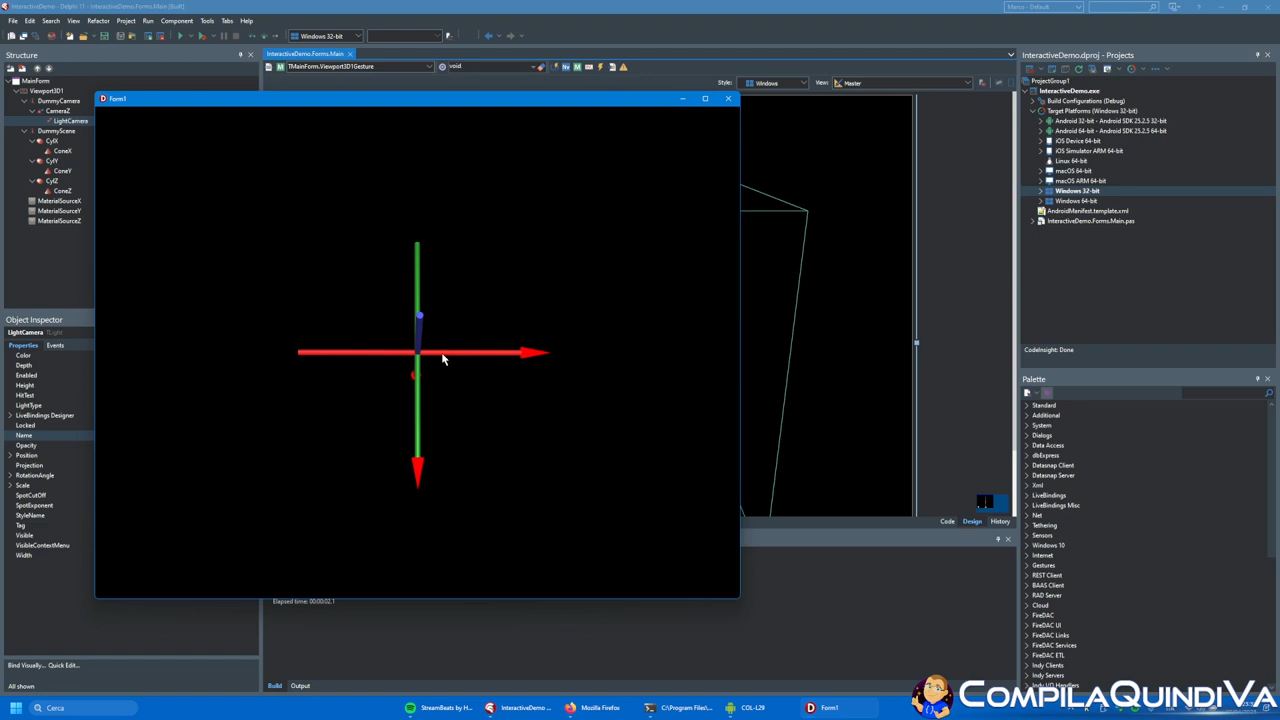 InteractiveDemo - Delphi 11 - InteractiveDemo.Forms.Main [Built]
Marco - Default
File Edit Search View Refactor Project Run Component Tools Tabs Help
Windows 32-bit
Structure
MainForm
Viewport3D1
DummyCamera
CameraZ
LightCamera
DummyScene
CylX
ConeX
CylY
ConeY
CylZ
ConeZ
MaterialSourceX
MaterialSourceY
MaterialSourceZ
Object Inspector
LightCamera TLight
Properties Events
Color
Depth
Enabled
Height
HitTest
LightType
LiveBindings Designer
Locked
Name
Opacity
Position
Projection
RotationAngle
Scale
SpotCutOff
SpotExponent
StyleName
Tag
Visible
VisibleContextMenu
Width
Bind Visually... Quick Edit...
All shown
InteractiveDemo.Forms.Main
TMainForm.Viewport3D1Gesture
void
Style: Windows View: Master
Form1
Code Design History
Elapsed time: 00:00:02.1
Build Output
InteractiveDemo.dproj - Projects
ProjectGroup1
InteractiveDemo.exe
Build Configurations (Debug)
Target Platforms (Windows 32-bit)
Android 32-bit - Android SDK 25.2.5 32-bit
Android 64-bit - Android SDK 25.2.5 64-bit
iOS Device 64-bit
iOS Simulator ARM 64-bit
Linux 64-bit
macOS 64-bit
macOS ARM 64-bit
Windows 32-bit
Windows 64-bit
AndroidManifest.template.xml
InteractiveDemo.Forms.Main.pas
CodeInsight: Done
Palette
Standard
Additional
System
Dialogs
Data Access
dbExpress
Datasnap Client
Datasnap Server
Xml
LiveBindings
LiveBindings Misc
Net
Tethering
Sensors
Windows 10
Internet
Gestures
REST Client
BAAS Client
RAD Server
Cloud
FireDAC
FireDAC UI
FireDAC Links
FireDAC Services
FireDAC ETL
Indy Clients
Indy Servers
Indy I/O Handlers
COMPILAQUINDIVA
Cerca
StreamBeats by H...
InteractiveDemo ...
Mozilla Firefox
C:\Program Files\...
COL-L29
Form1